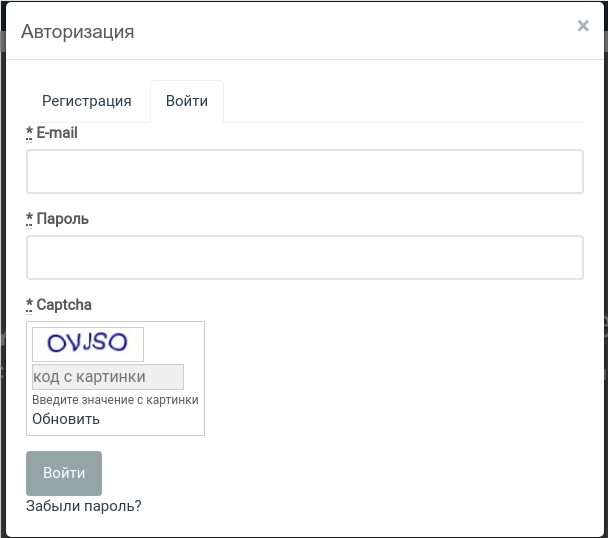 Авторизация ×
Регистрация Войти
* E-mail
* Пароль
* Captcha
OVJSO
код с картинки
Введите значение с картинки
Обновить
Войти
Забыли пароль?